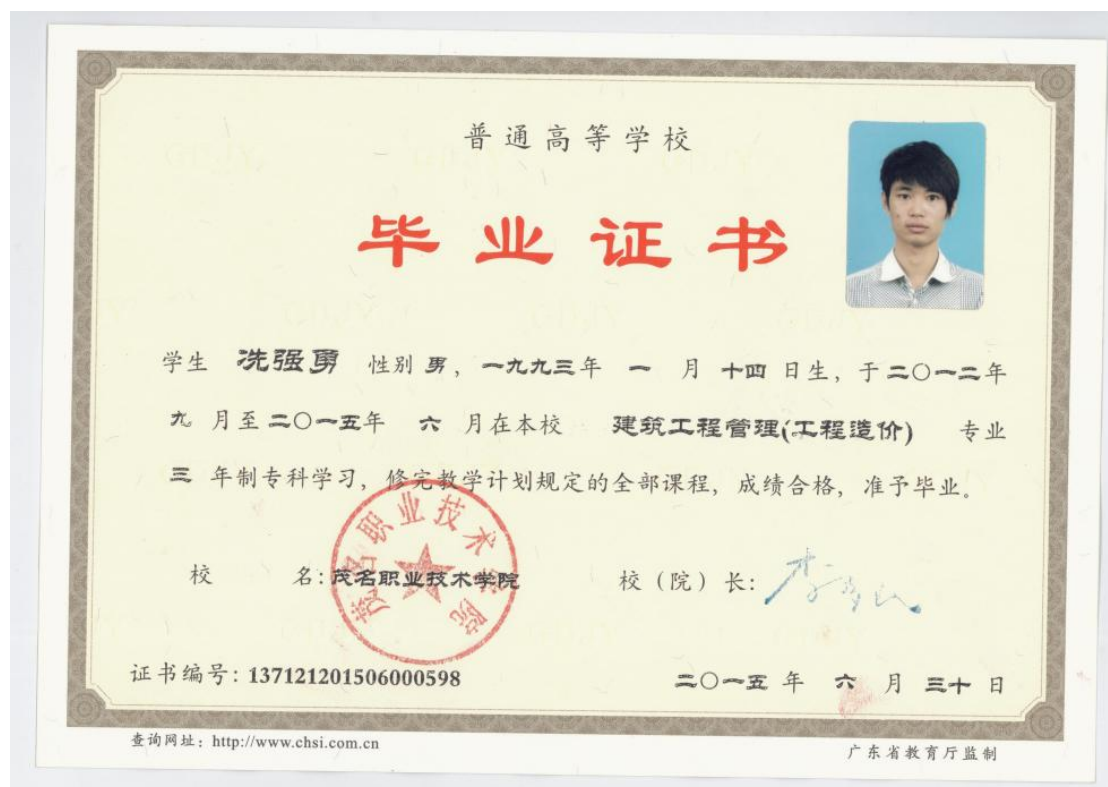 普通高等学校
毕业证书
学生 冼强勇 性别 男，一九九三年 一 月 十四 日生，于二〇一二年
九 月至二〇一五年 六 月在本校 建筑工程管理(工程造价) 专业
三 年制专科学习，修完教学计划规定的全部课程，成绩合格，准予毕业。
茂名职业技术学院
校 名：茂名职业技术学院 校（院）长：
证书编号：137121201506000598 二〇一五年 六 月 三十 日
查询网址：http://www.chsi.com.cn 广东省教育厅监制